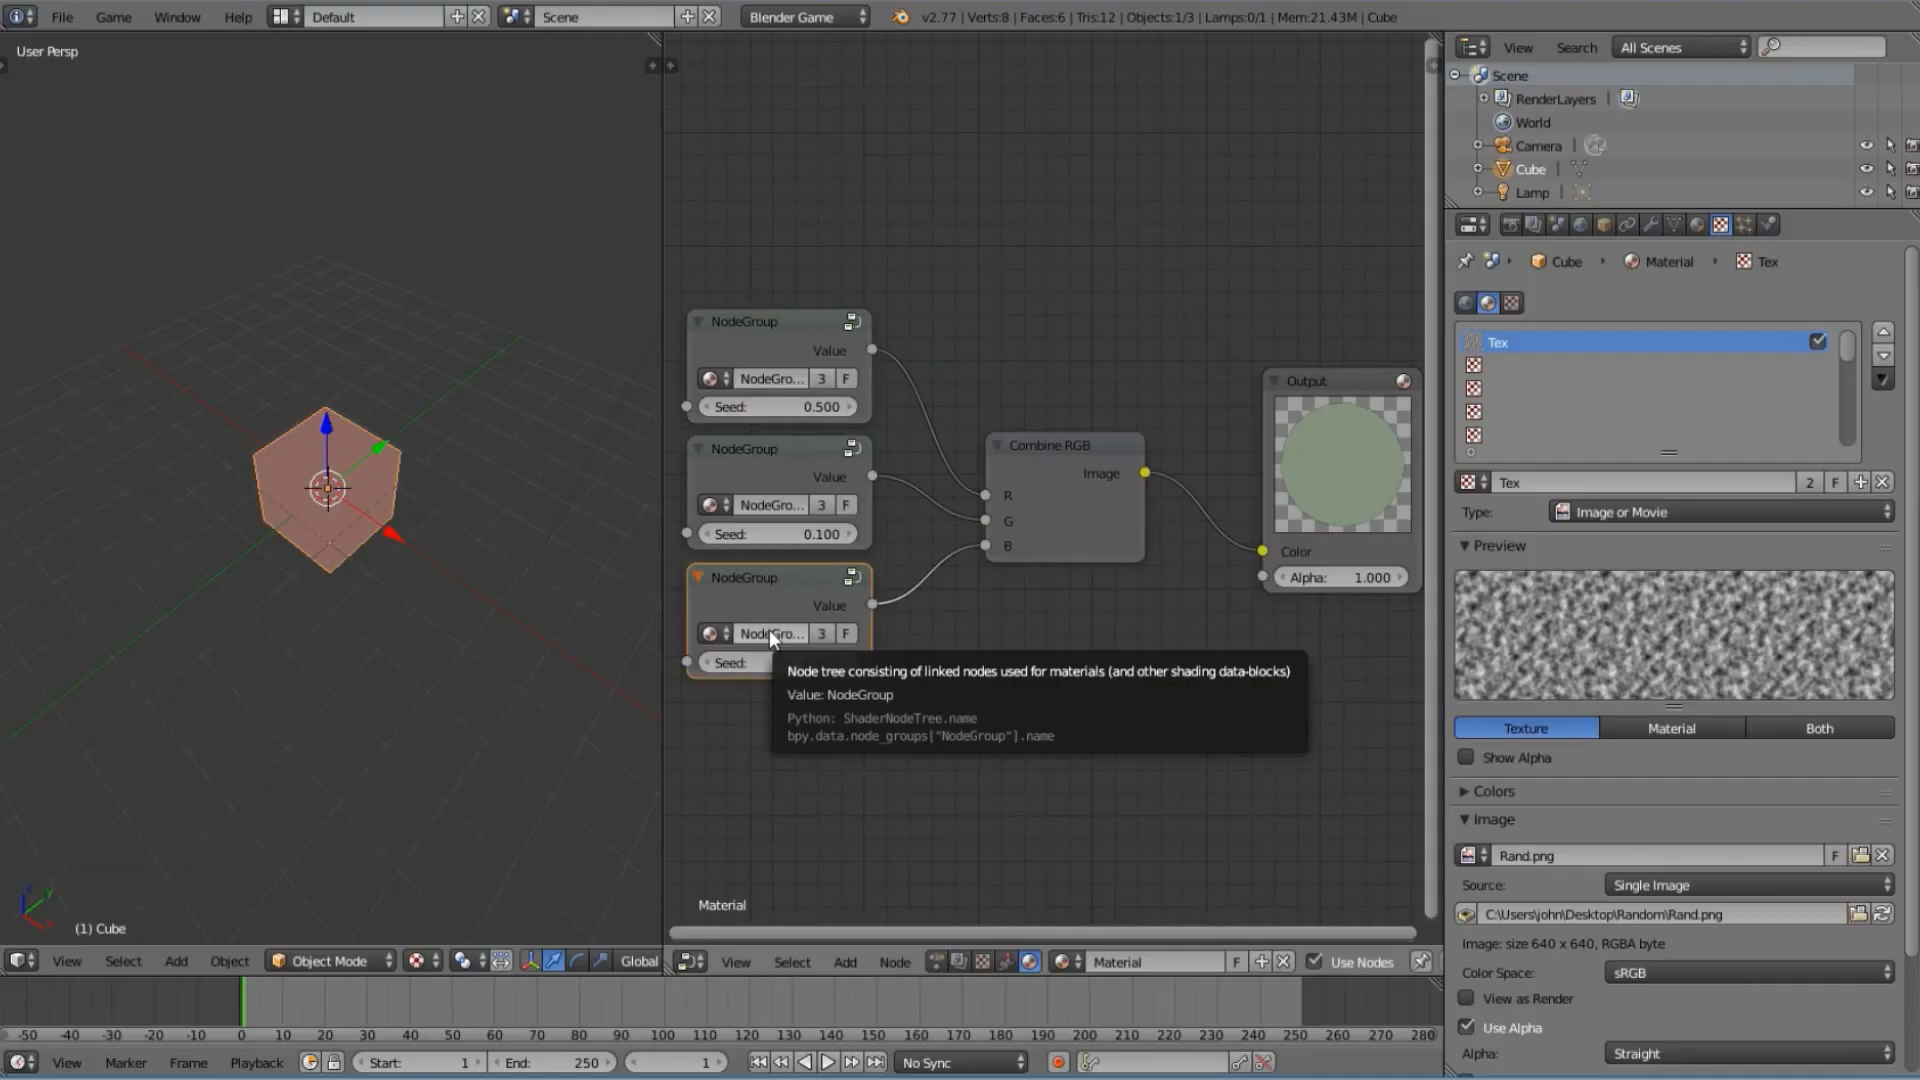 File Game Window Help Default Scene Blender Game v2.77 | Verts:8 | Faces:6 | Tris:12 | Objects:1/3 | Lamps:0/1 | Mem:21.43M | Cube
User Persp
(1) Cube
View Select Add Object Object Mode Global
NodeGroup
Value
NodeGro... 3 F
Seed: 0.500
NodeGroup
Value
NodeGro... 3 F
Seed: 0.100
NodeGroup
Value
NodeGro... 3 F
Seed:
Node tree consisting of linked nodes used for materials (and other shading data-blocks)
Value: NodeGroup
Python: ShaderNodeTree.name
bpy.data.node_groups["NodeGroup"].name
Combine RGB
Image
R
G
B
Output
Color
Alpha: 1.000
Material
View Select Add Node Material F Use Nodes
View Search All Scenes
Scene
RenderLayers |
World
Camera |
Cube |
Lamp |
Cube Material Tex
Tex
Tex 2 F
Type: Image or Movie
Preview
Texture Material Both
Show Alpha
Colors
Image
Rand.png F
Source: Single Image
C:\Users\john\Desktop\Random\Rand.png
Image: size 640 x 640, RGBA byte
Color Space: sRGB
View as Render
Use Alpha
Alpha: Straight
-50 -40 -30 -20 -10 0 10 20 30 40 50 60 70 80 90 100 110 120 130 140 150 160 170 180 190 200 210 220 230 240 250 260 270 280
View Marker Frame Playback Start: 1 End: 250 1 No Sync